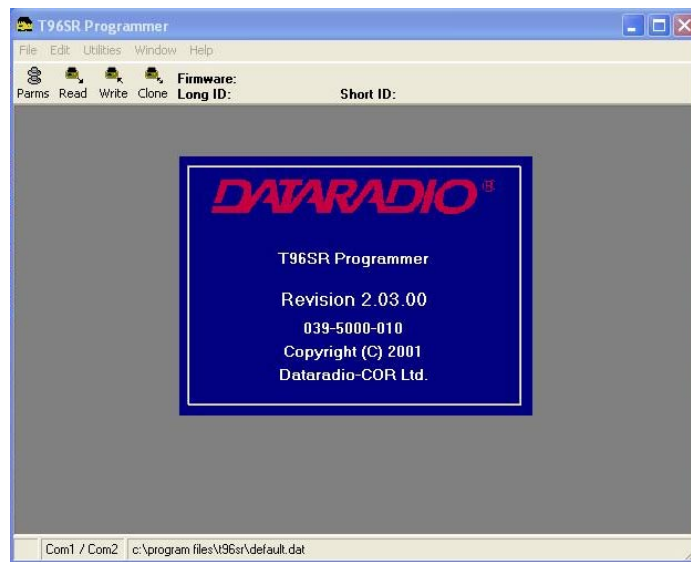 T96SR Programmer
File Edit Utilities Window Help
Parms Read Write Clone
Firmware:
Long ID: Short ID:
DATARADIO®
T96SR Programmer
Revision 2.03.00
039-5000-010
Copyright (C) 2001
Dataradio-COR Ltd.
Com1 / Com2 c:\program files\t96sr\default.dat